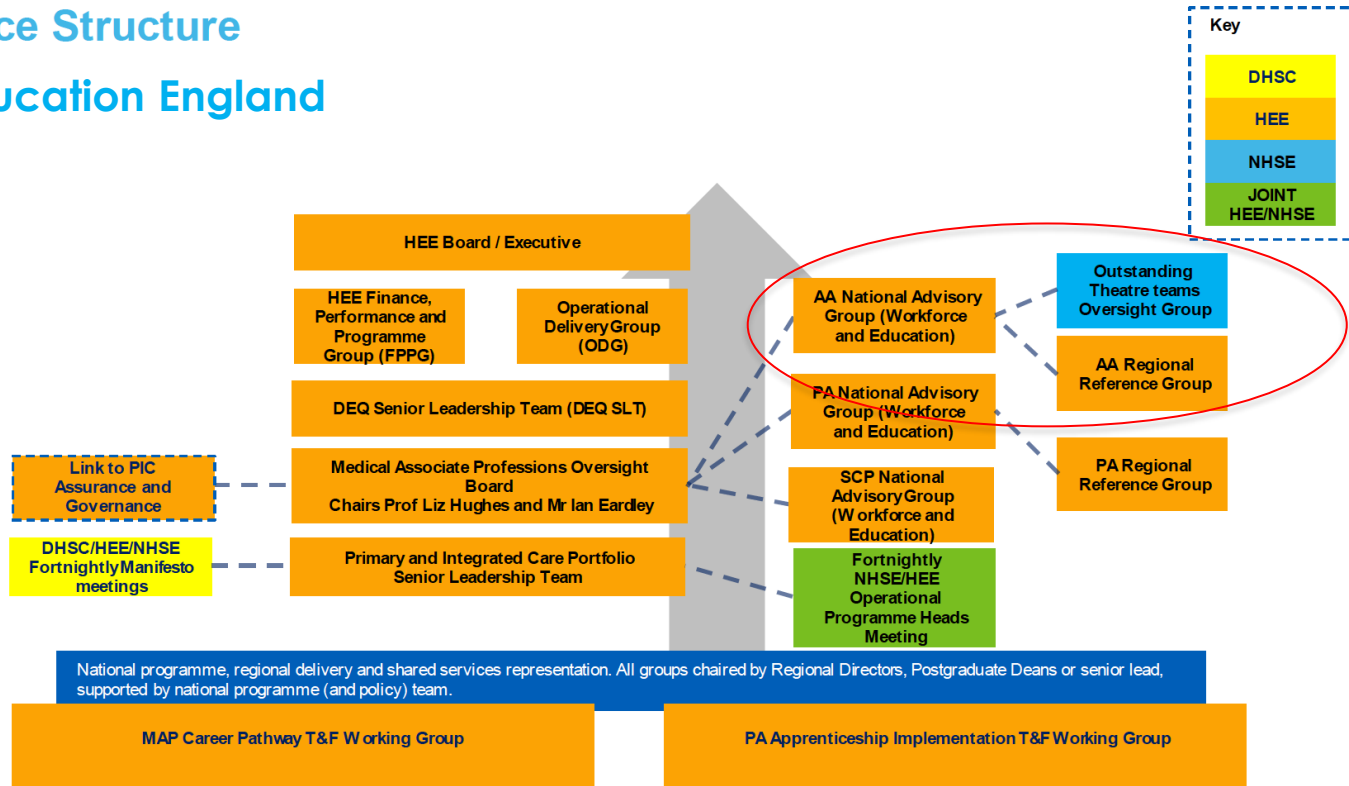 ce Structure
ucation England
Key
DHSC
HEE
NHSE
JOINT
HEE/NHSE
HEE Board / Executive
HEE Finance,
Performance and
Programme
Group (FPPG)
Operational
Delivery Group
(ODG)
DEQ Senior Leadership Team (DEQ SLT)
Link to PIC
Assurance and
Governance
Medical Associate Professions Oversight
Board
Chairs Prof Liz Hughes and Mr Ian Eardley
DHSC/HEE/NHSE
Fortnightly Manifesto
meetings
Primary and Integrated Care Portfolio
Senior Leadership Team
AA National Advisory
Group (Workforce
and Education)
Outstanding
Theatre teams
Oversight Group
AA Regional
Reference Group
PA National Advisory
Group (Workforce
and Education)
PA Regional
Reference Group
SCP National
Advisory Group
(Workforce and
Education)
Fortnightly
NHSE/HEE
Operational
Programme Heads
Meeting
National programme, regional delivery and shared services representation. All groups chaired by Regional Directors, Postgraduate Deans or senior lead,
supported by national programme (and policy) team.
MAP Career Pathway T&F Working Group
PA Apprenticeship Implementation T&F Working Group